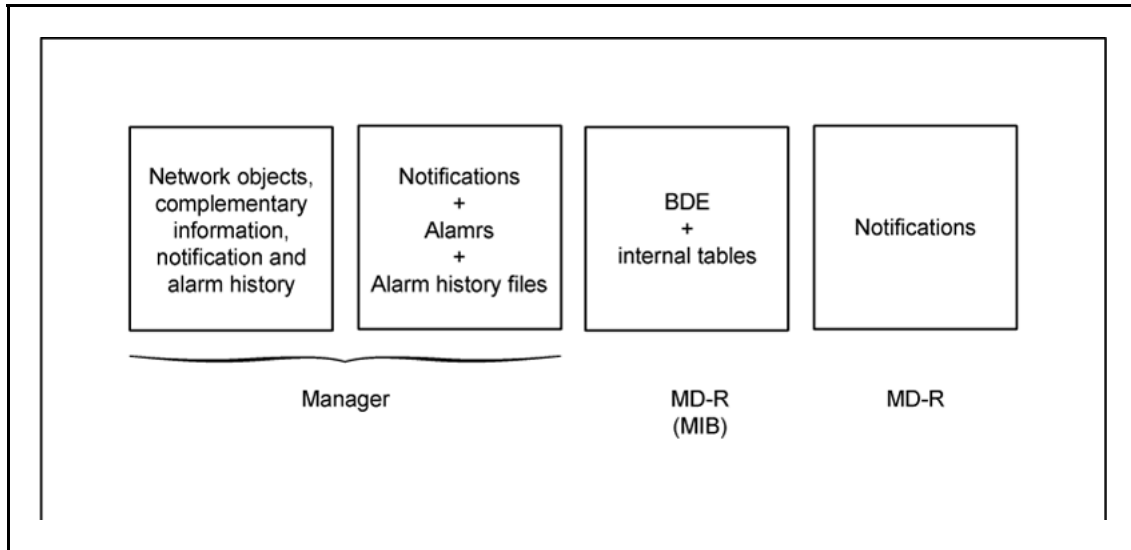 Network objects,
complementary
information,
notification and
alarm history
Notifications
+
Alamrs
+
Alarm history files
BDE
+
internal tables
Notifications
Manager
MD-R
(MIB)
MD-R